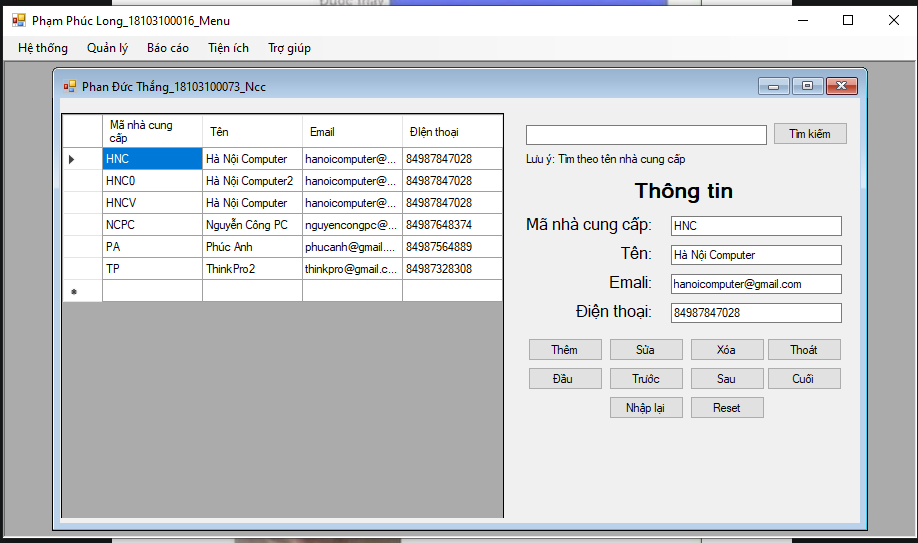 Được thay
Phạm Phúc Long_18103100016_Menu
Hệ thống Quản lý Báo cáo Tiện ích Trợ giúp
Phan Đức Thắng_18103100073_Ncc
Mã nhà cung cấp Tên Email Điện thoại
HNC Hà Nội Computer hanoicomputer@... 84987847028
HNC0 Hà Nội Computer2 hanoicomputer@... 84987847028
HNCV Hà Nội Computer hanoicomputer@... 84987847028
NCPC Nguyễn Công PC nguyencongpc@... 84987648374
PA Phúc Anh phucanh@gmail.... 84987564889
TP ThinkPro2 thinkpro@gmail.c... 84987328308
Tìm kiếm
Lưu ý: Tìm theo tên nhà cung cấp
Thông tin
Mã nhà cung cấp: HNC
Tên: Hà Nội Computer
Emali: hanoicomputer@gmail.com
Điện thoại: 84987847028
Thêm Sửa Xóa Thoát
Đầu Trước Sau Cuối
Nhập lại Reset